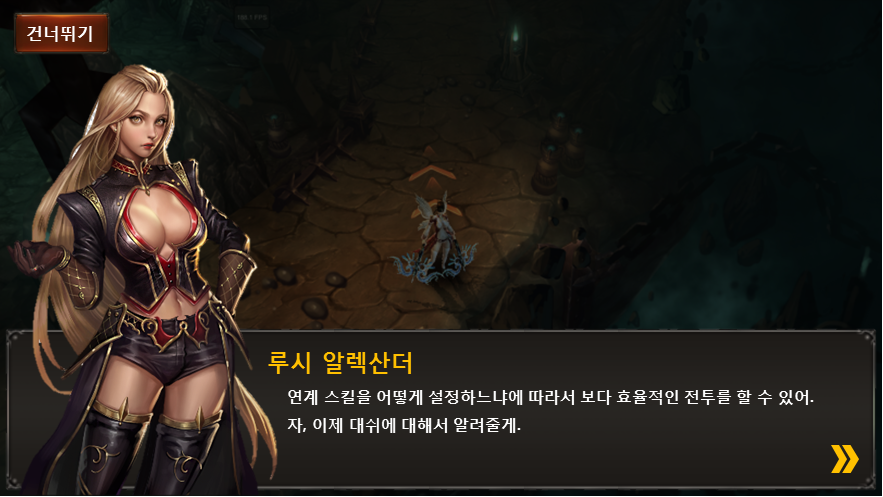 건너뛰기
루시 알렉산더
연계 스킬을 어떻게 설정하느냐에 따라서 보다 효율적인 전투를 할 수 있어.
자, 이제 대쉬에 대해서 알려줄게.